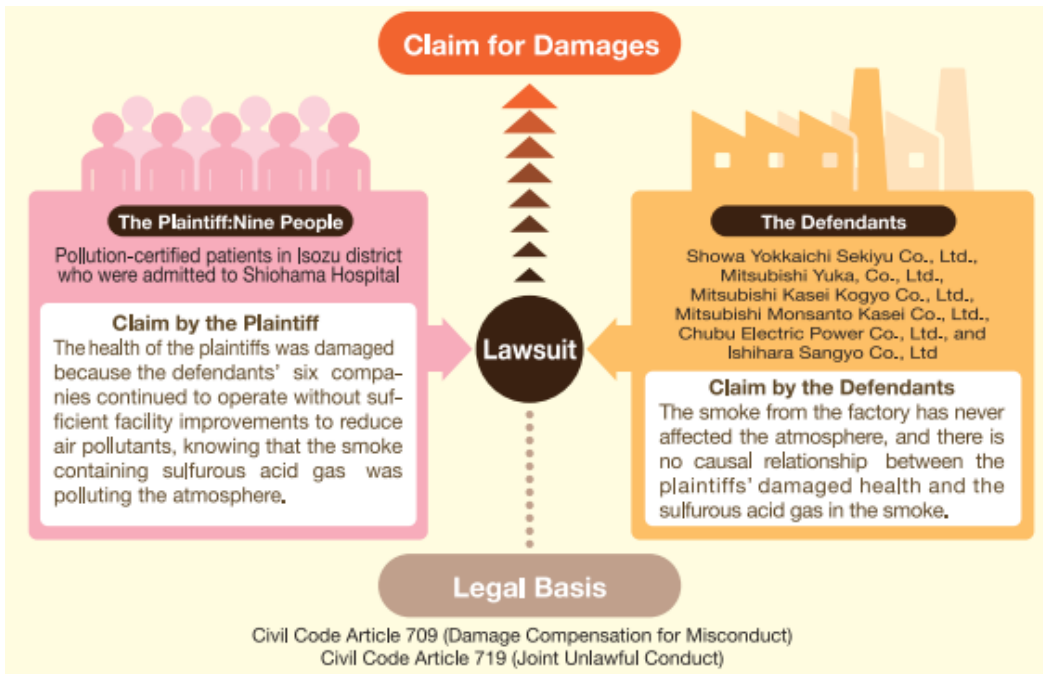 Claim for Damages
The Plaintiff:Nine People
Pollution-certified patients in Isozu district
who were admitted to Shiohama Hospital
Claim by the Plaintiff
The health of the plaintiffs was damaged
because the defendants' six compa-
nies continued to operate without suf-
ficient facility improvements to reduce
air pollutants, knowing that the smoke
containing sulfurous acid gas was
polluting the atmosphere.
Lawsuit
The Defendants
Showa Yokkaichi Sekiyu Co., Ltd.,
Mitsubishi Yuka, Co., Ltd.,
Mitsubishi Kasei Kogyo Co., Ltd.,
Mitsubishi Monsanto Kasei Co., Ltd.,
Chubu Electric Power Co., Ltd., and
Ishihara Sangyo Co., Ltd
Claim by the Defendants
The smoke from the factory has never
affected the atmosphere, and there is
no causal relationship between the
plaintiffs' damaged health and the
sulfurous acid gas in the smoke.
Legal Basis
Civil Code Article 709 (Damage Compensation for Misconduct)
Civil Code Article 719 (Joint Unlawful Conduct)